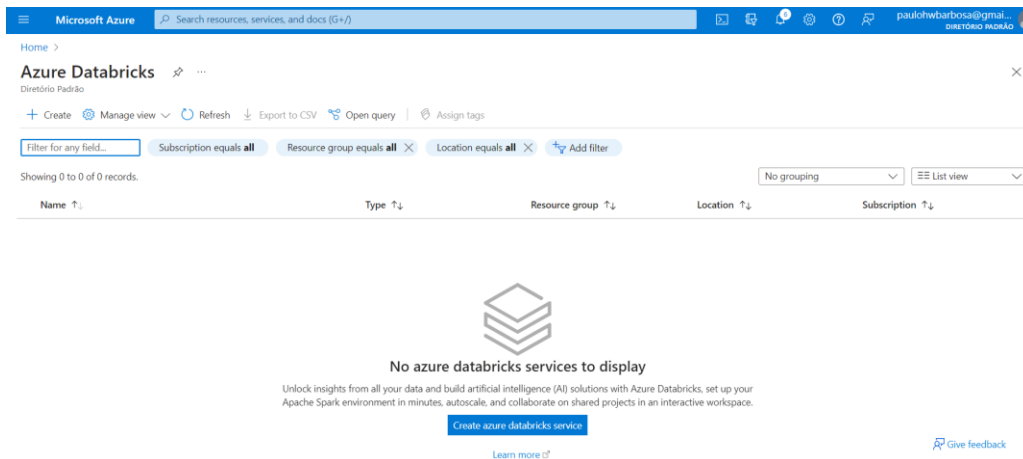 Microsoft Azure
Search resources, services, and docs (G+/)
6
paulohwbarbosa@gmai...
DIRETÓRIO PADRÃO
Home >
Azure Databricks
Diretório Padrão
Create Manage view Refresh Export to CSV Open query Assign tags
Filter for any field... Subscription equals all Resource group equals all Location equals all Add filter
Showing 0 to 0 of 0 records.
No grouping List view
Name Type Resource group Location Subscription
No azure databricks services to display
Unlock insights from all your data and build artificial intelligence (AI) solutions with Azure Databricks, set up your
Apache Spark environment in minutes, autoscale, and collaborate on shared projects in an interactive workspace.
Create azure databricks service
Learn more
Give feedback